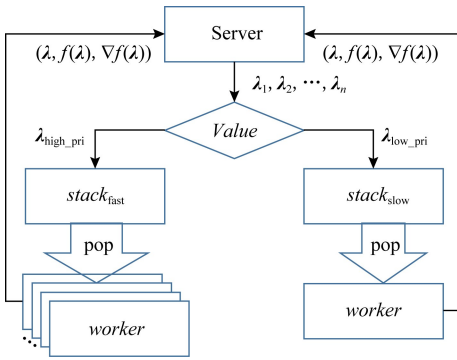 Server
(λ, f(λ), ∇f(λ)) (λ, f(λ), ∇f(λ))
λ₁, λ₂, ⋯, λₙ
Value
λhigh_pri λlow_pri
stackfast stackslow
pop pop
worker worker